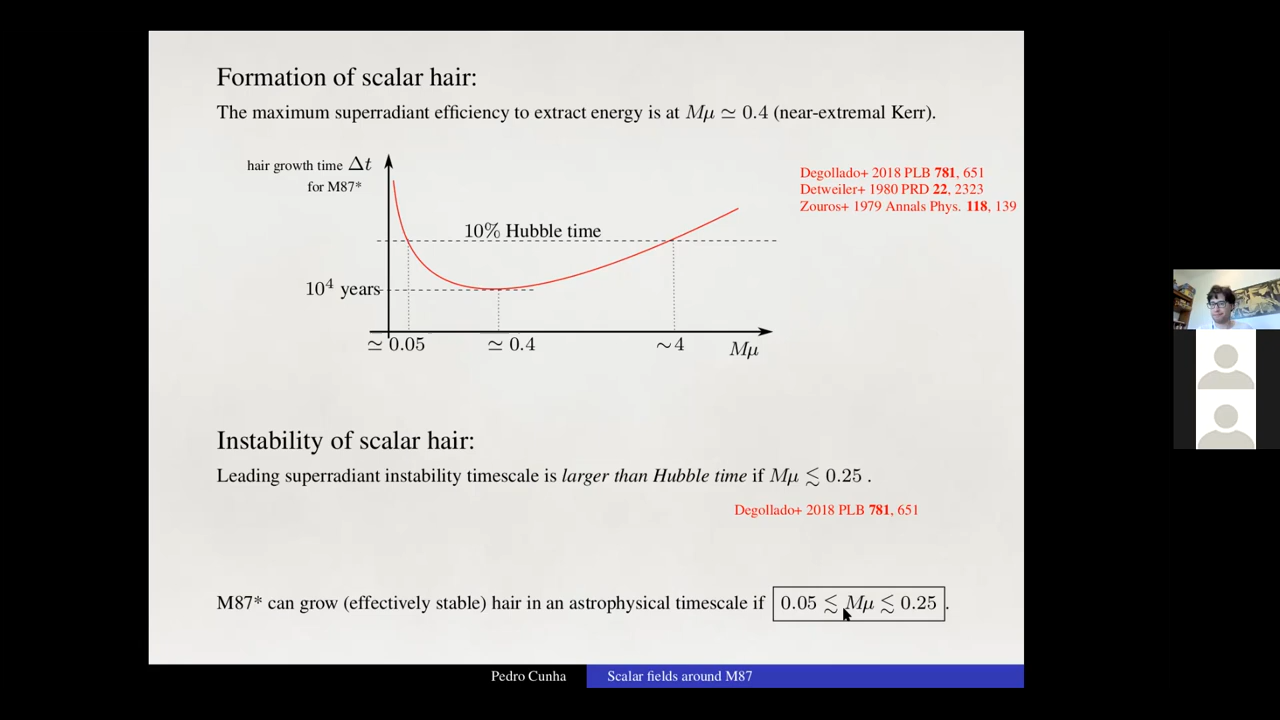 Formation of scalar hair:
The maximum superradiant efficiency to extract energy is at Mμ ≃ 0.4 (near-extremal Kerr).
hair growth time Δt
for M87*
Degollado+ 2018 PLB 781, 651
Detweiler+ 1980 PRD 22, 2323
Zouros+ 1979 Annals Phys. 118, 139
10% Hubble time
10⁴ years
≃ 0.05 ≃ 0.4 ∼ 4 Mμ
Instability of scalar hair:
Leading superradiant instability timescale is larger than Hubble time if Mμ ≲ 0.25 .
Degollado+ 2018 PLB 781, 651
M87* can grow (effectively stable) hair in an astrophysical timescale if 0.05 ≲ Mμ ≲ 0.25 .
Pedro Cunha Scalar fields around M87